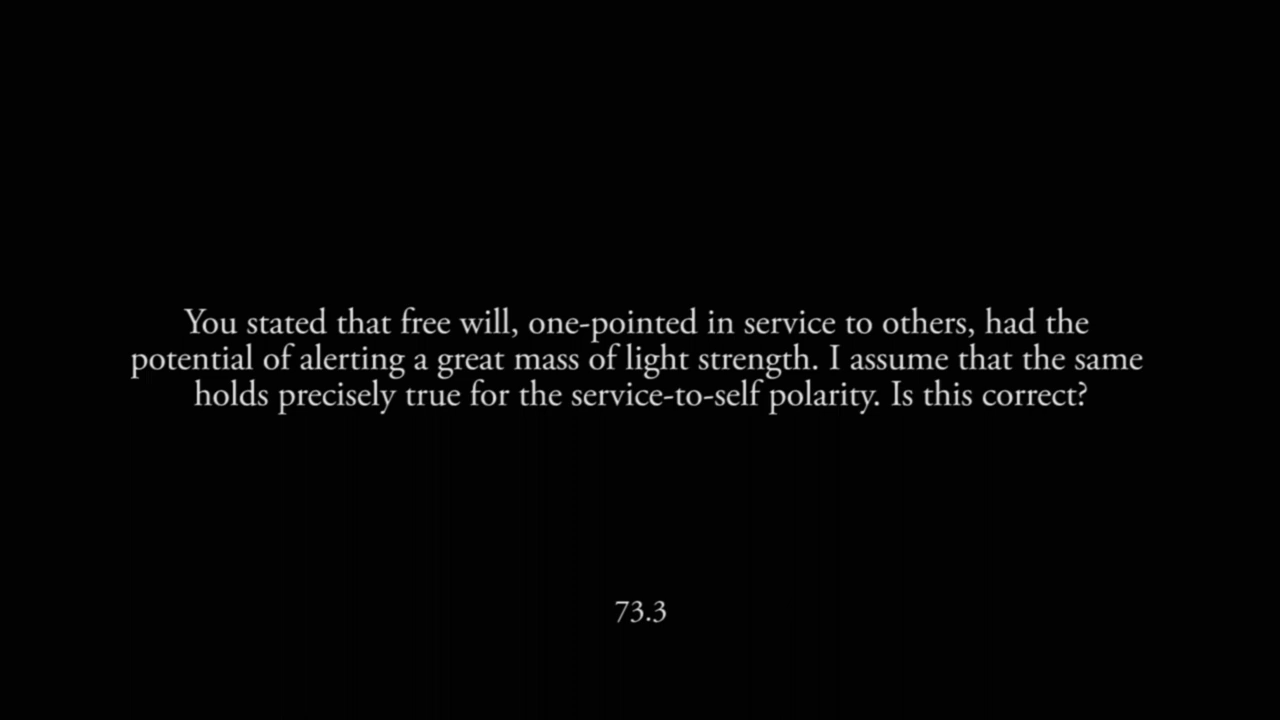 You stated that free will, one-pointed in service to others, had the
potential of alerting a great mass of light strength. I assume that the same
holds precisely true for the service-to-self polarity. Is this correct?
73.3